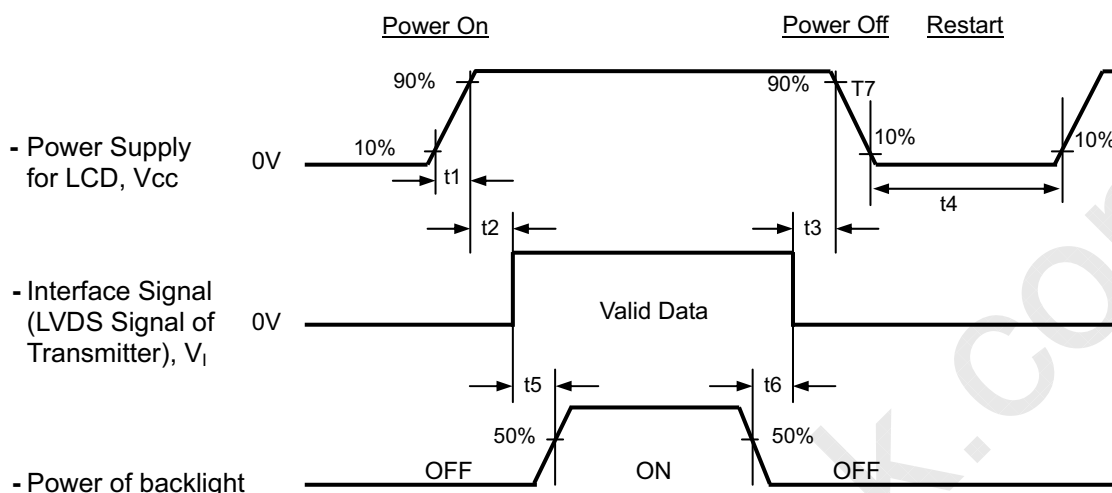 Power On
Power Off
Restart
90%
90%
T7
10%
10%
10%
- Power Supply
for LCD, Vcc
0V
t1
t4
t2
t3
- Interface Signal
(LVDS Signal of
Transmitter), VI
0V
Valid Data
t5
t6
50%
50%
OFF
ON
OFF
- Power of backlight
k.com